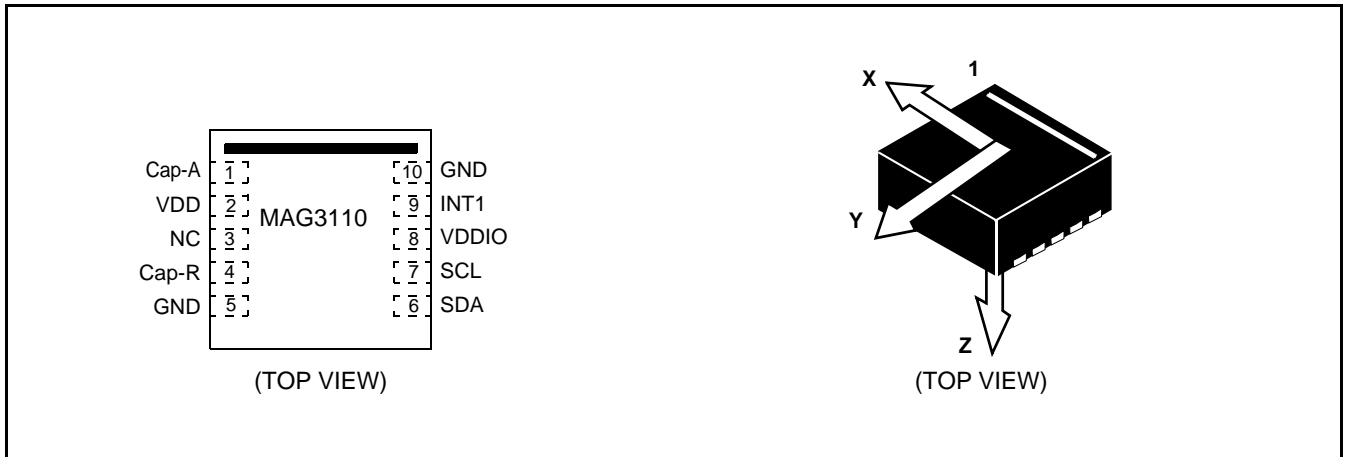 Cap-A 1 10 GND
VDD 2 MAG3110 9 INT1
NC 3 8 VDDIO
Cap-R 4 7 SCL
GND 5 6 SDA
(TOP VIEW)
X 1
Y
Z
(TOP VIEW)